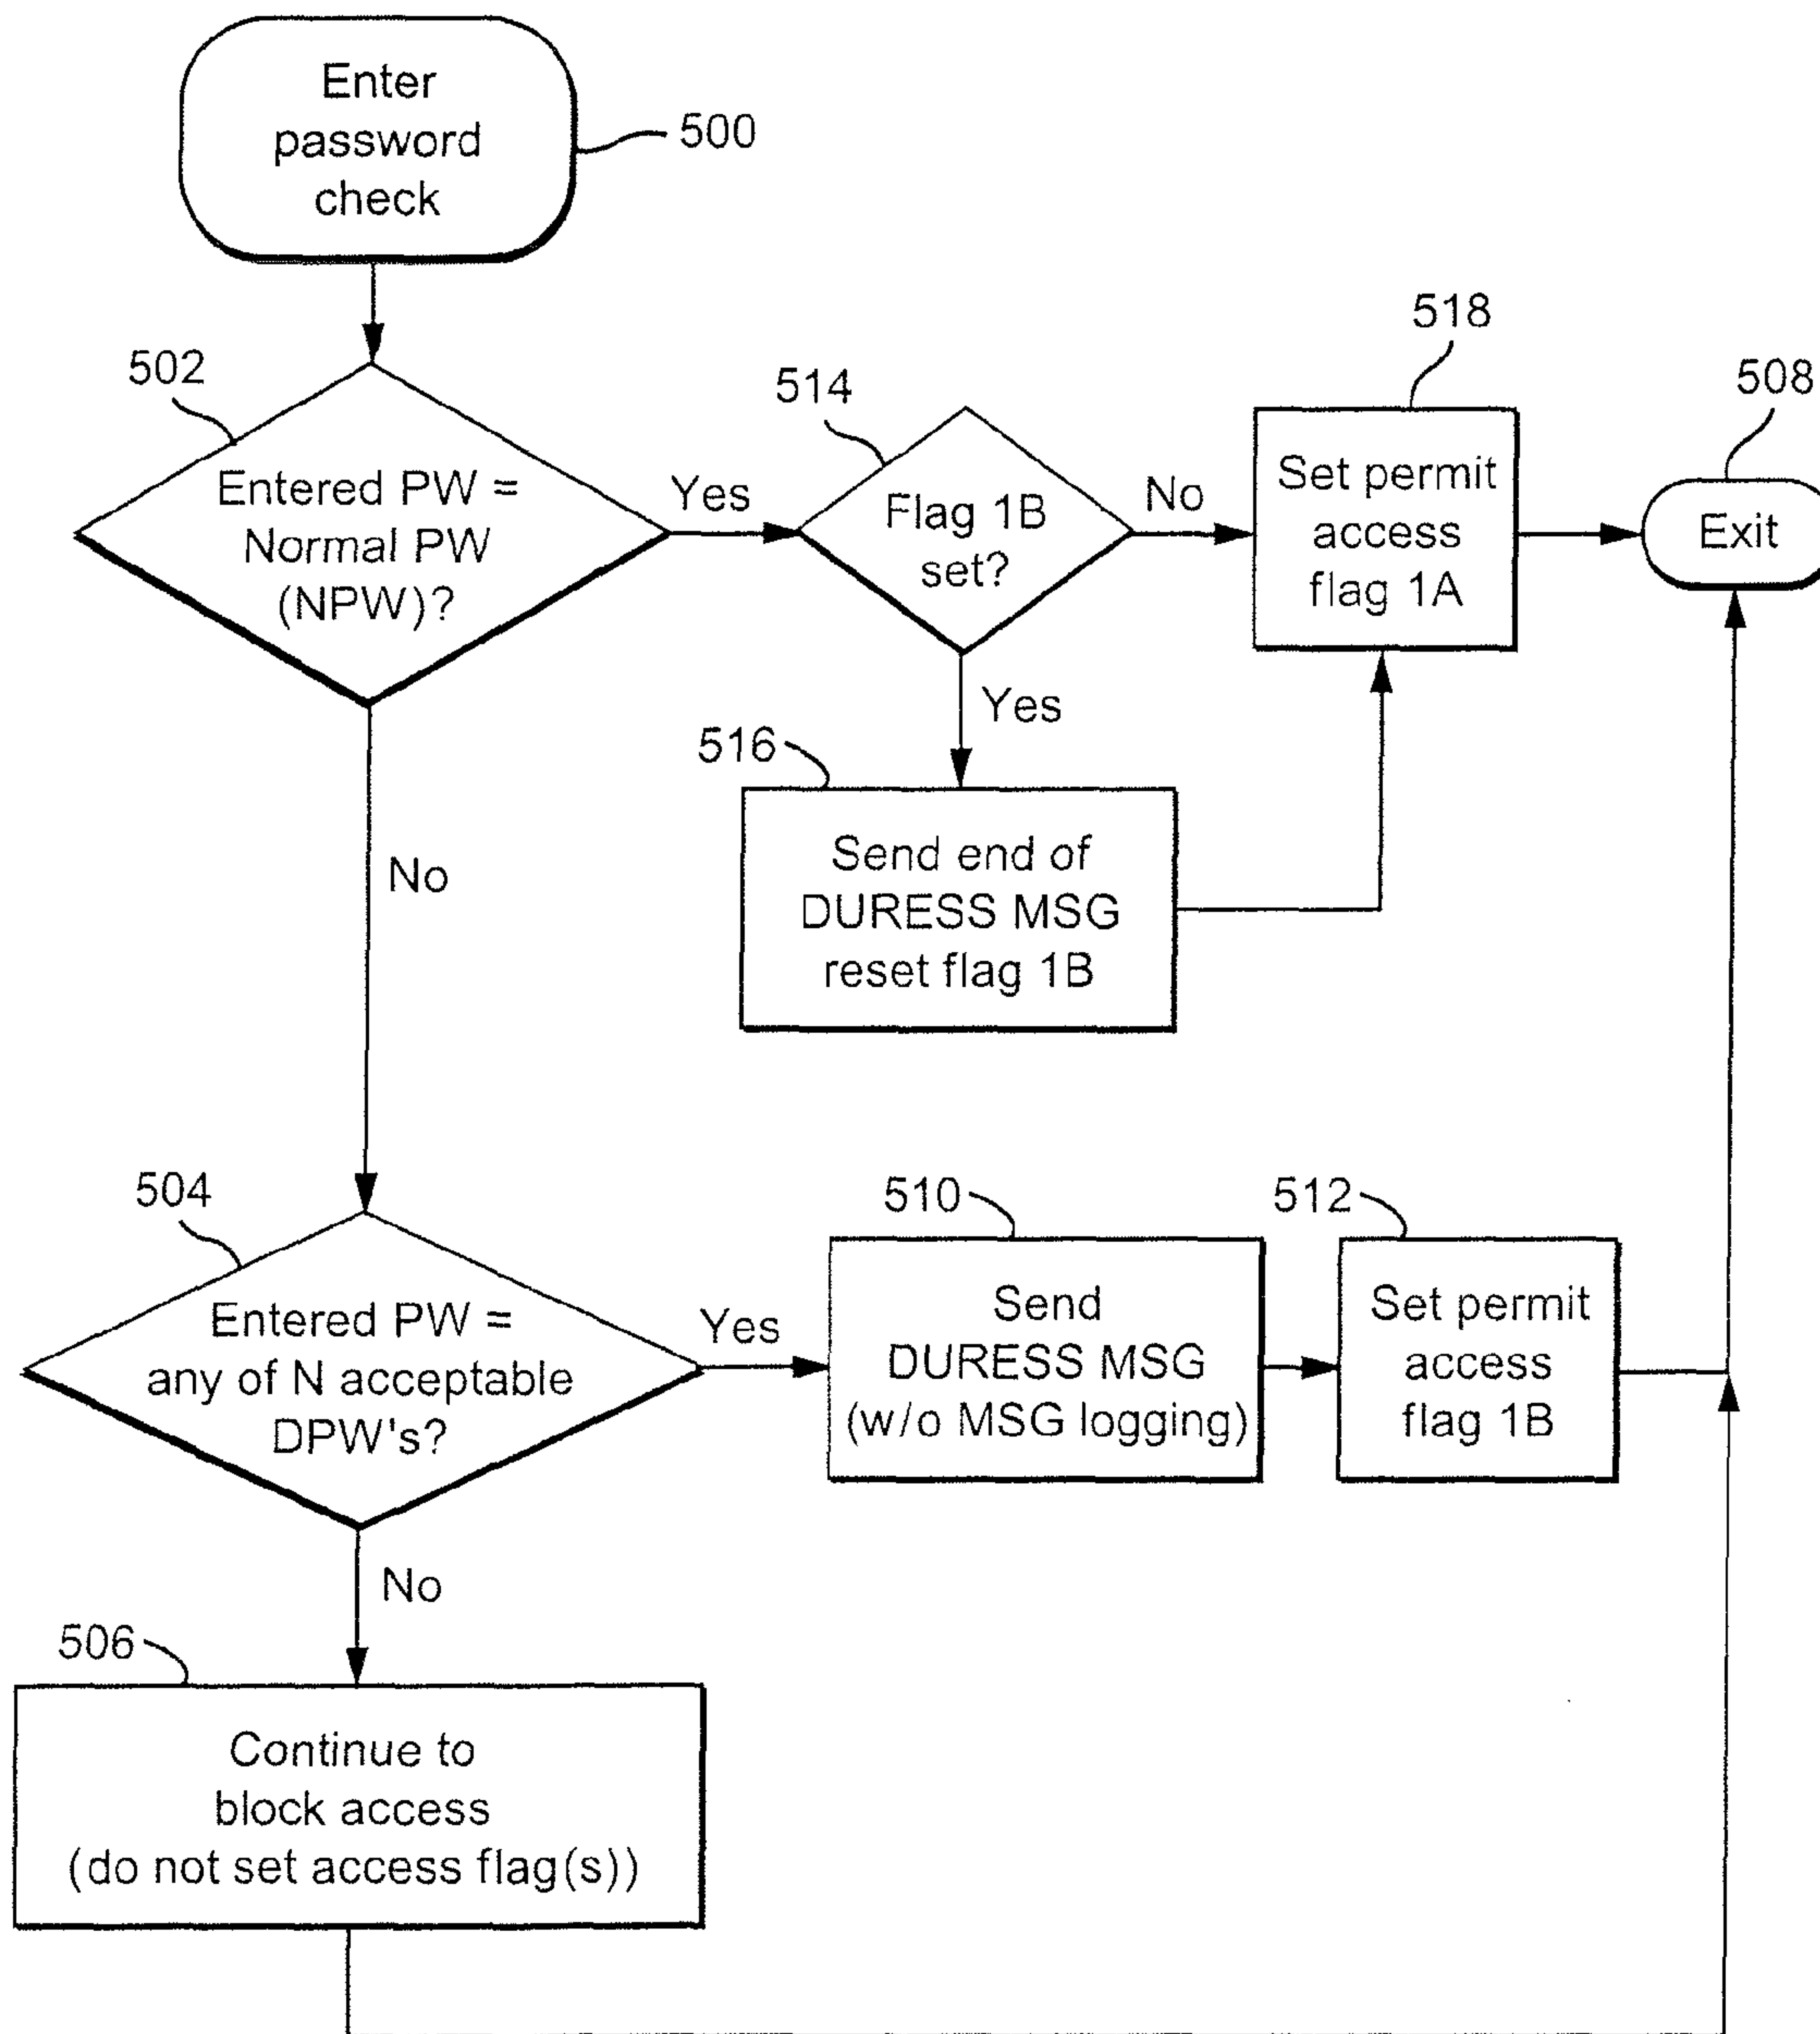 Enter
password
check
500
502
Entered PW =
Normal PW
(NPW)?
Yes
No
514
Flag 1B
set?
No
Yes
518
Set permit
access
flag 1A
508
Exit
516
Send end of
DURESS MSG
reset flag 1B
504
Entered PW =
any of N acceptable
DPW's?
Yes
No
510
Send
DURESS MSG
(w/o MSG logging)
512
Set permit
access
flag 1B
506
Continue to
block access
(do not set access flag(s))